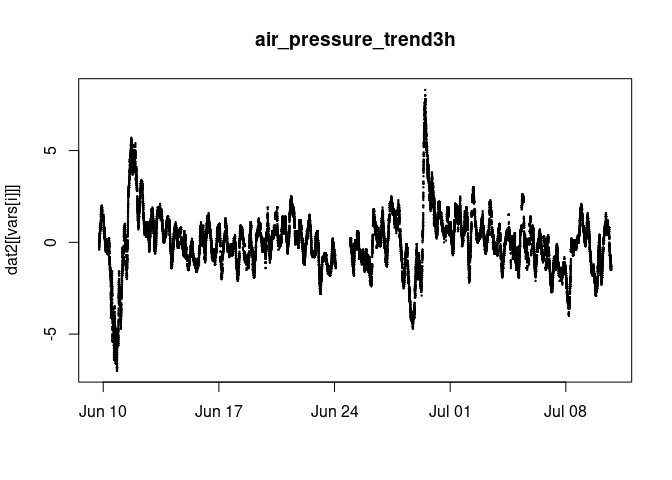 air_pressure_trend3h
dat2[[vars[i]]]
5
0
-5
Jun 10
Jun 17
Jun 24
Jul 01
Jul 08